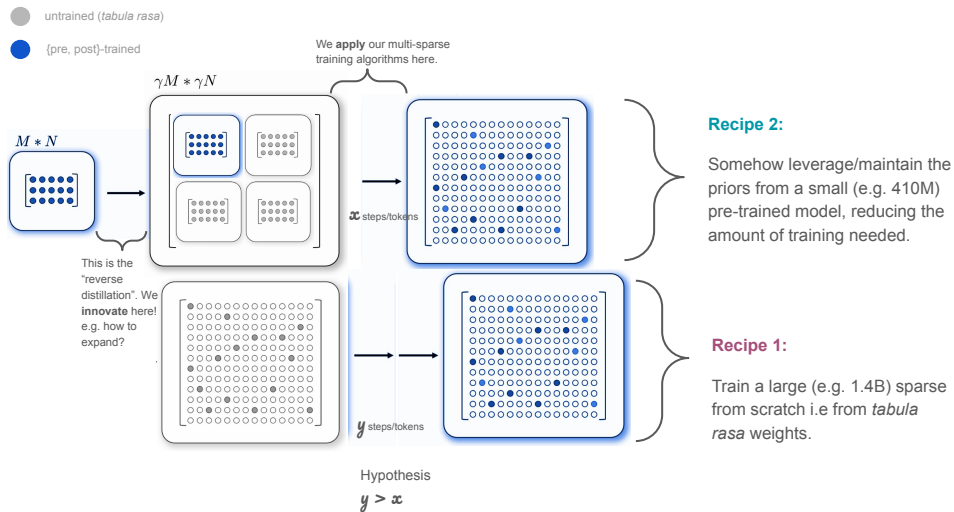 untrained (tabula rasa)
{pre, post}-trained
We apply our multi-sparse
training algorithms here.
γM ∗ γN
M ∗ N
x steps/tokens
This is the
“reverse
distillation”. We
innovate here!
e.g. how to
expand?
.
Recipe 2:
Somehow leverage/maintain the
priors from a small (e.g. 410M)
pre-trained model, reducing the
amount of training needed.
y steps/tokens
Recipe 1:
Train a large (e.g. 1.4B) sparse
from scratch i.e from tabula
rasa weights.
Hypothesis
y > x